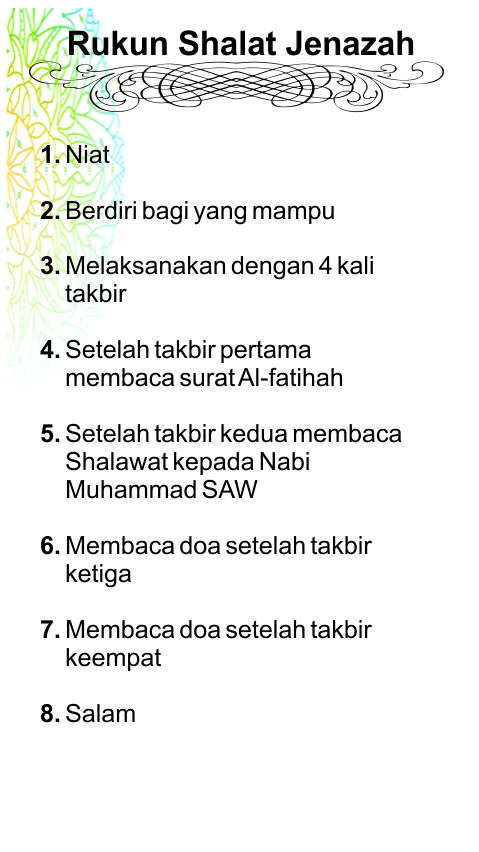 Rukun Shalat Jenazah
1. Niat
2. Berdiri bagi yang mampu
3. Melaksanakan dengan 4 kali
takbir
4. Setelah takbir pertama
membaca surat Al-fatihah
5. Setelah takbir kedua membaca
Shalawat kepada Nabi
Muhammad SAW
6. Membaca doa setelah takbir
ketiga
7. Membaca doa setelah takbir
keempat
8. Salam